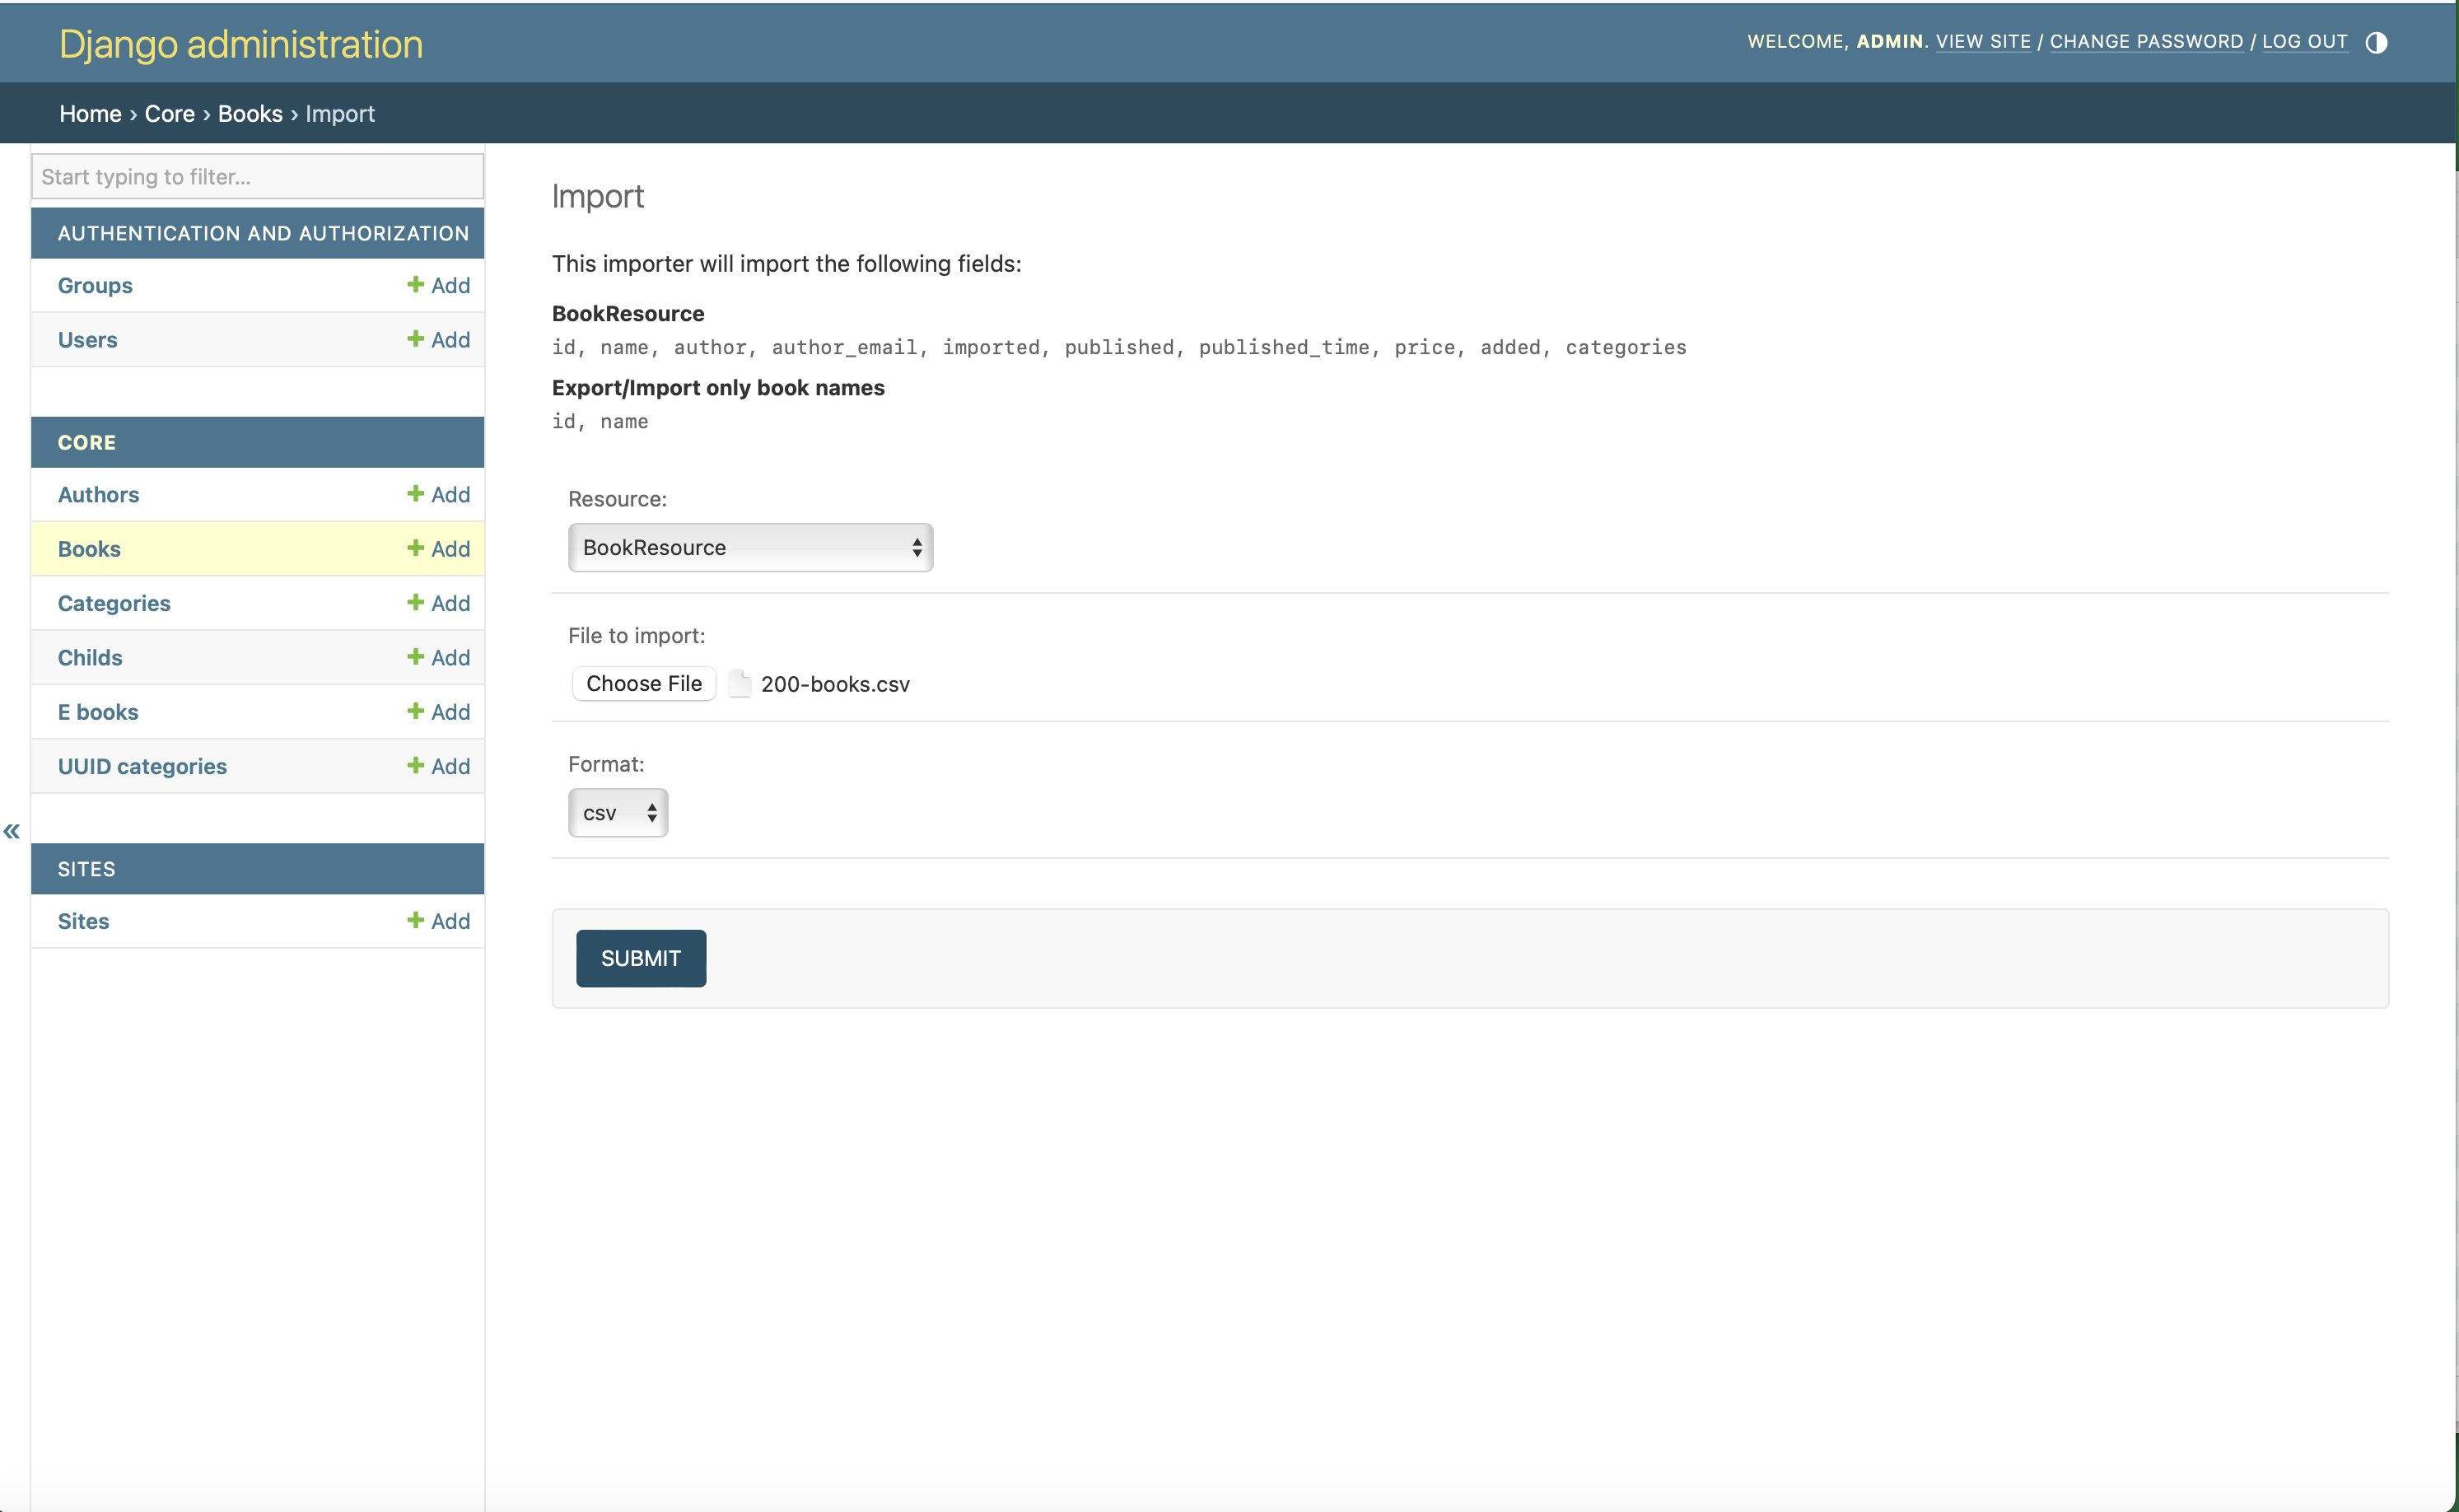 Django administration
WELCOME, ADMIN. VIEW SITE / CHANGE PASSWORD / LOG OUT
Home › Core › Books › Import
Start typing to filter...
AUTHENTICATION AND AUTHORIZATION
Groups + Add
Users + Add
CORE
Authors + Add
Books + Add
Categories + Add
Childs + Add
E books + Add
UUID categories + Add
«
SITES
Sites + Add
Import
This importer will import the following fields:
BookResource
id, name, author, author_email, imported, published, published_time, price, added, categories
Export/Import only book names
id, name
Resource:
BookResource
File to import:
Choose File 200-books.csv
Format:
csv
SUBMIT